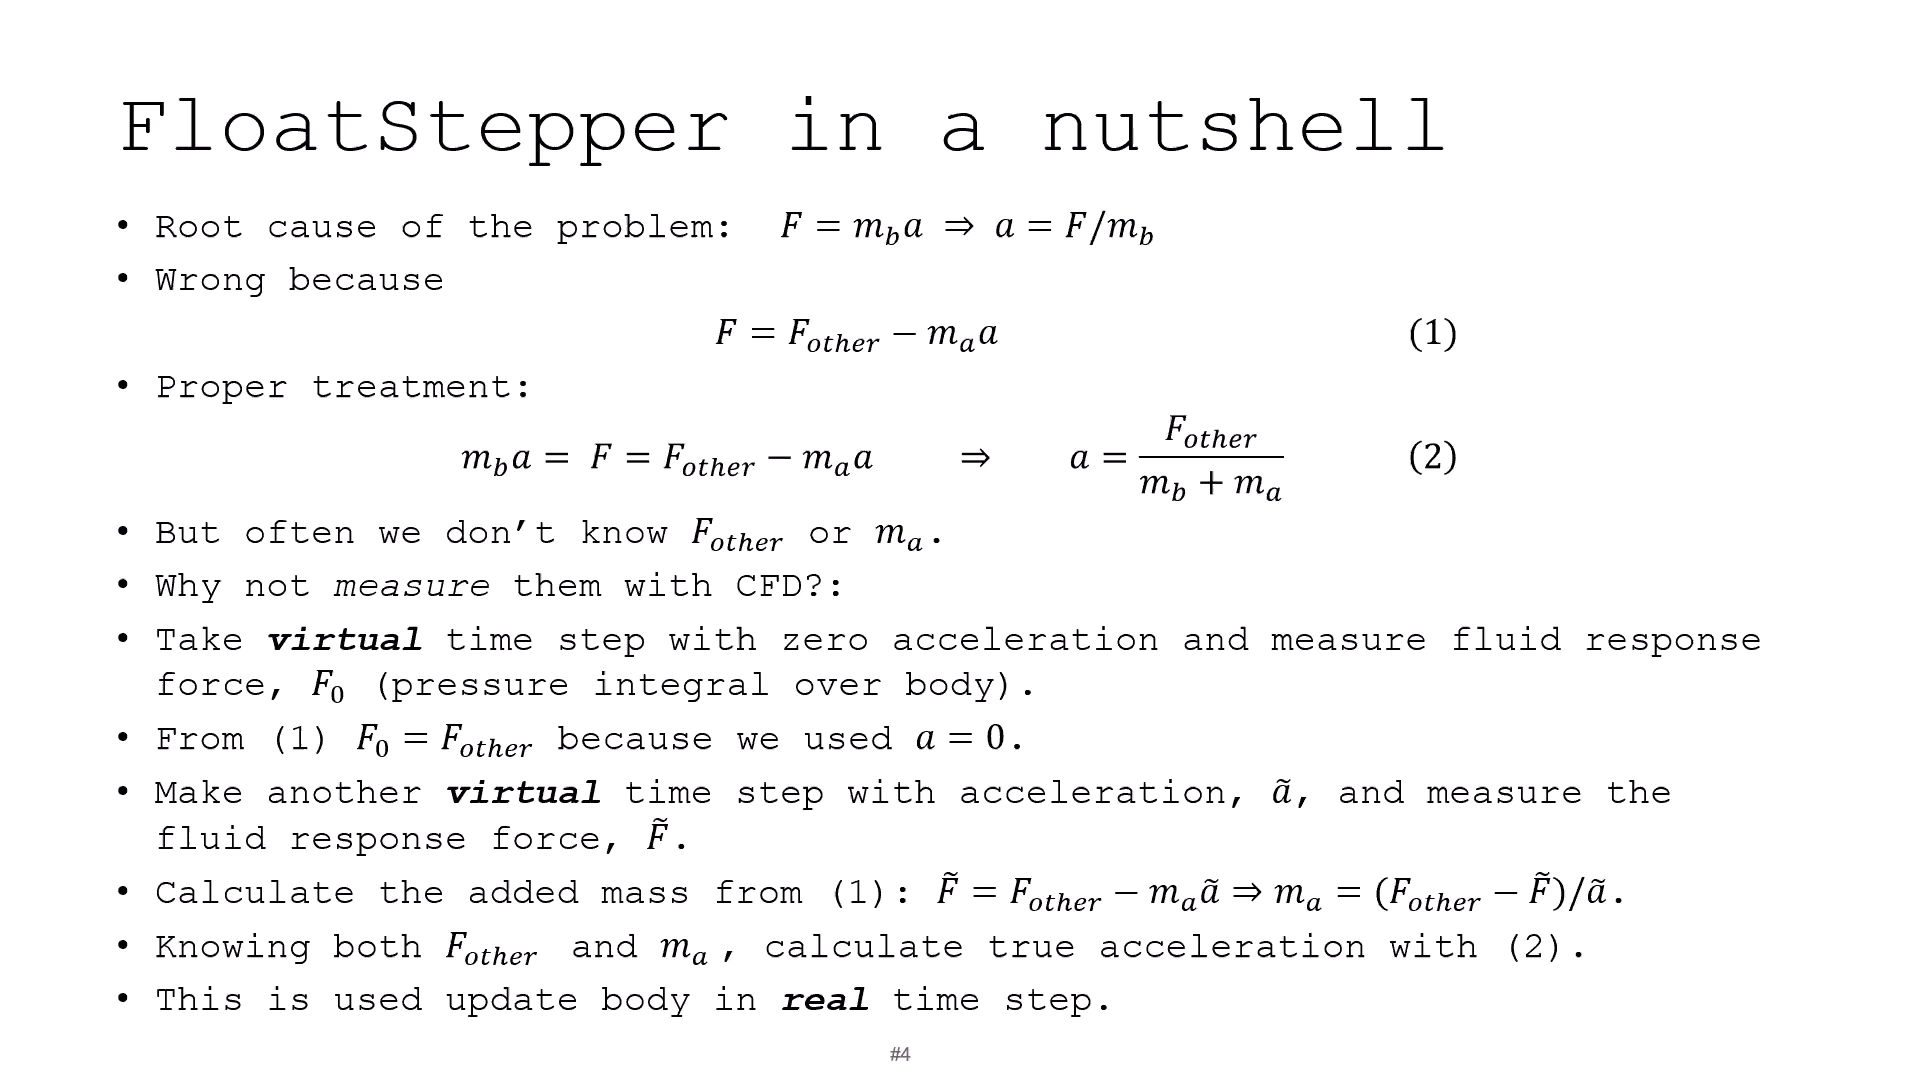 FloatStepper in a nutshell
• Root cause of the problem: F = m_b a ⇒ a = F/m_b
• Wrong because
F = F_other − m_a a (1)
• Proper treatment:
m_b a = F = F_other − m_a a ⇒ a = F_other / (m_b + m_a) (2)
• But often we don’t know F_other or m_a.
• Why not measure them with CFD?:
• Take virtual time step with zero acceleration and measure fluid response
force, F_0 (pressure integral over body).
• From (1) F_0 = F_other because we used a = 0.
• Make another virtual time step with acceleration, ã, and measure the
fluid response force, F̃.
• Calculate the added mass from (1): F̃ = F_other − m_a ã ⇒ m_a = (F_other − F̃)/ã.
• Knowing both F_other and m_a , calculate true acceleration with (2).
• This is used update body in real time step.
#4